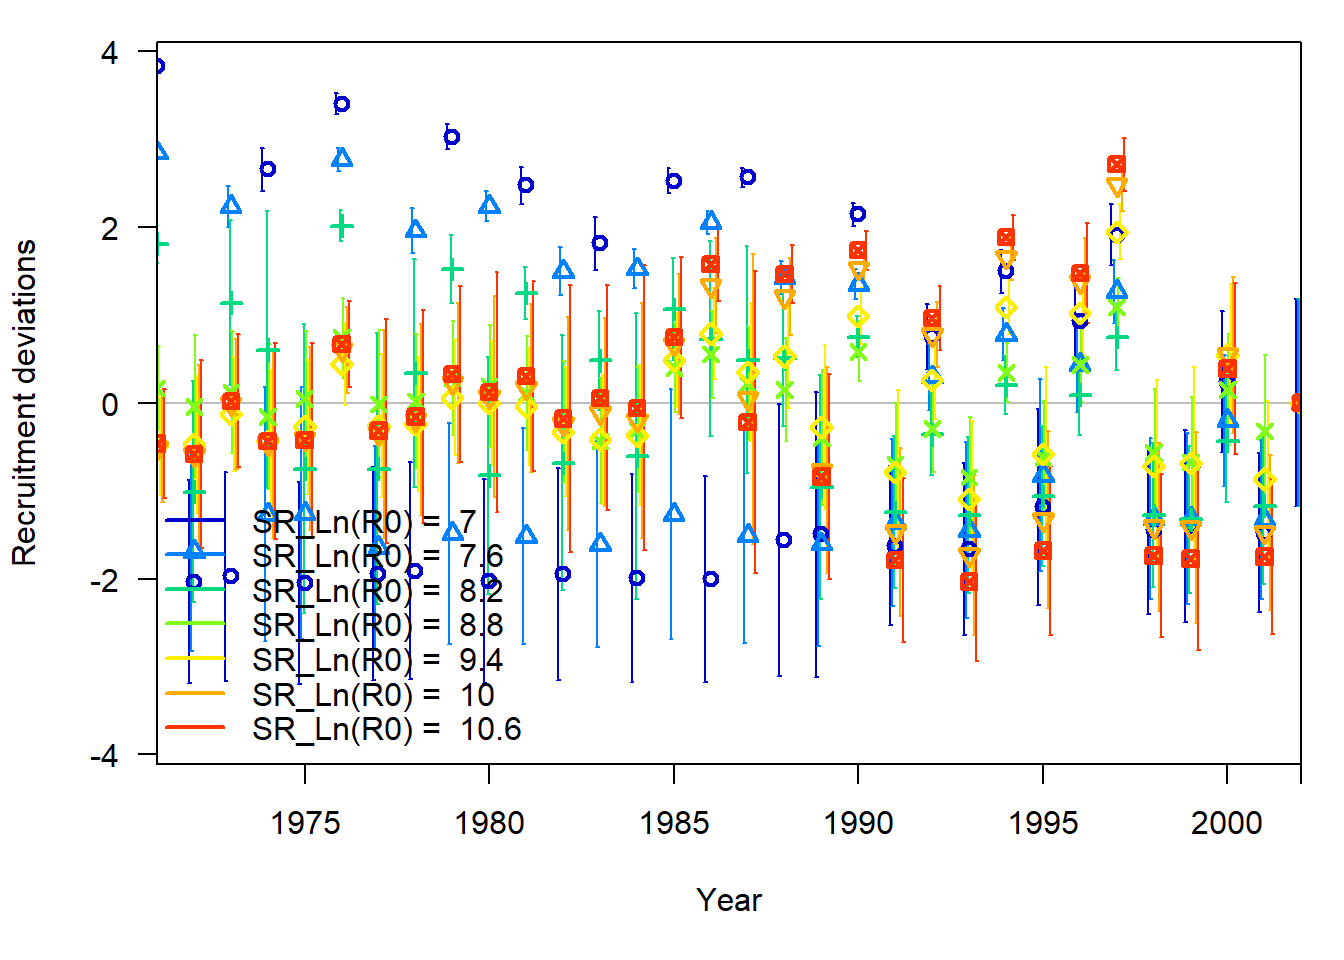 4
2
0
-2
-4
Recruitment deviations
SR_Ln(R0) = 7
SR_Ln(R0) = 7.6
SR_Ln(R0) = 8.2
SR_Ln(R0) = 8.8
SR_Ln(R0) = 9.4
SR_Ln(R0) = 10
SR_Ln(R0) = 10.6
1975 1980 1985 1990 1995 2000
Year